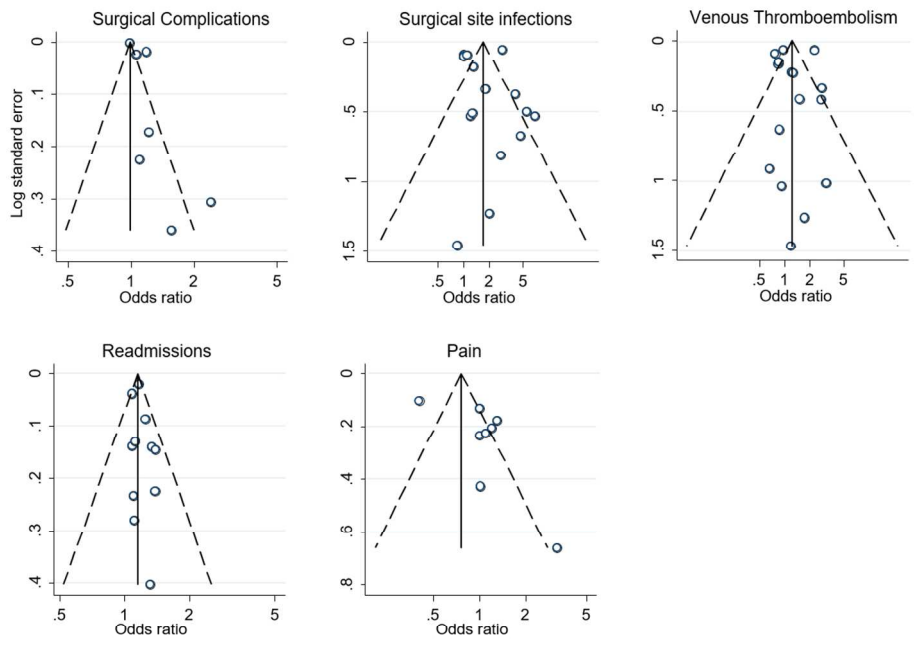 Surgical Complications
0
.1
.2
.3
.4
Log standard error
.5 1 2 5
Odds ratio
Surgical site infections
0
.5
1
1.5
.5 1 2 5
Odds ratio
Venous Thromboembolism
0
.5
1
1.5
.5 1 2 5
Odds ratio
Readmissions
0
.1
.2
.3
.4
.5 1 2 5
Odds ratio
Pain
0
.2
.4
.6
.8
.5 1 2 5
Odds ratio